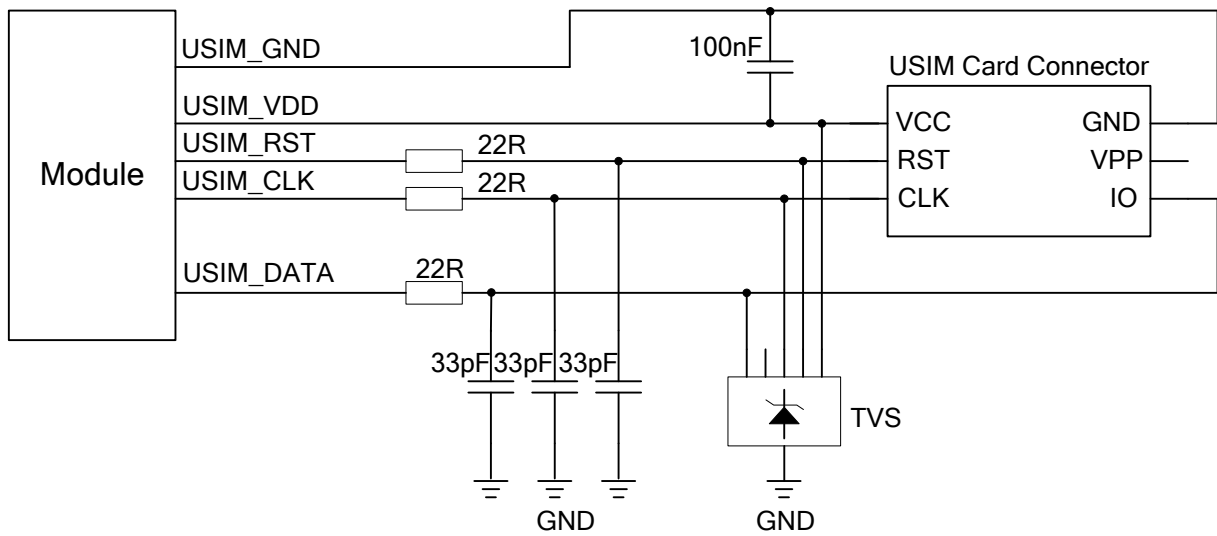 USIM_GND
100nF
USIM Card Connector
USIM_VDD
VCC
GND
USIM_RST
22R
RST
VPP
Module
USIM_CLK
22R
CLK
IO
USIM_DATA
22R
33pF
33pF
33pF
TVS
GND
GND